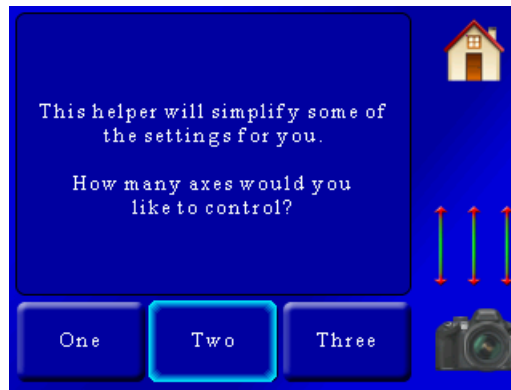 This helper will simplify some of
the settings for you.
How many axes would you
like to control?
One
Two
Three